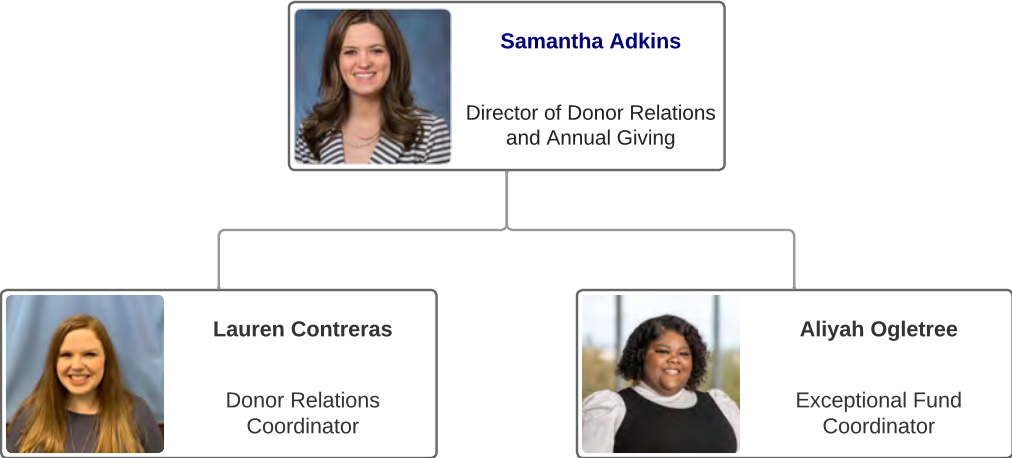 Samantha Adkins
Director of Donor Relations
and Annual Giving
Lauren Contreras
Donor Relations
Coordinator
Aliyah Ogletree
Exceptional Fund
Coordinator